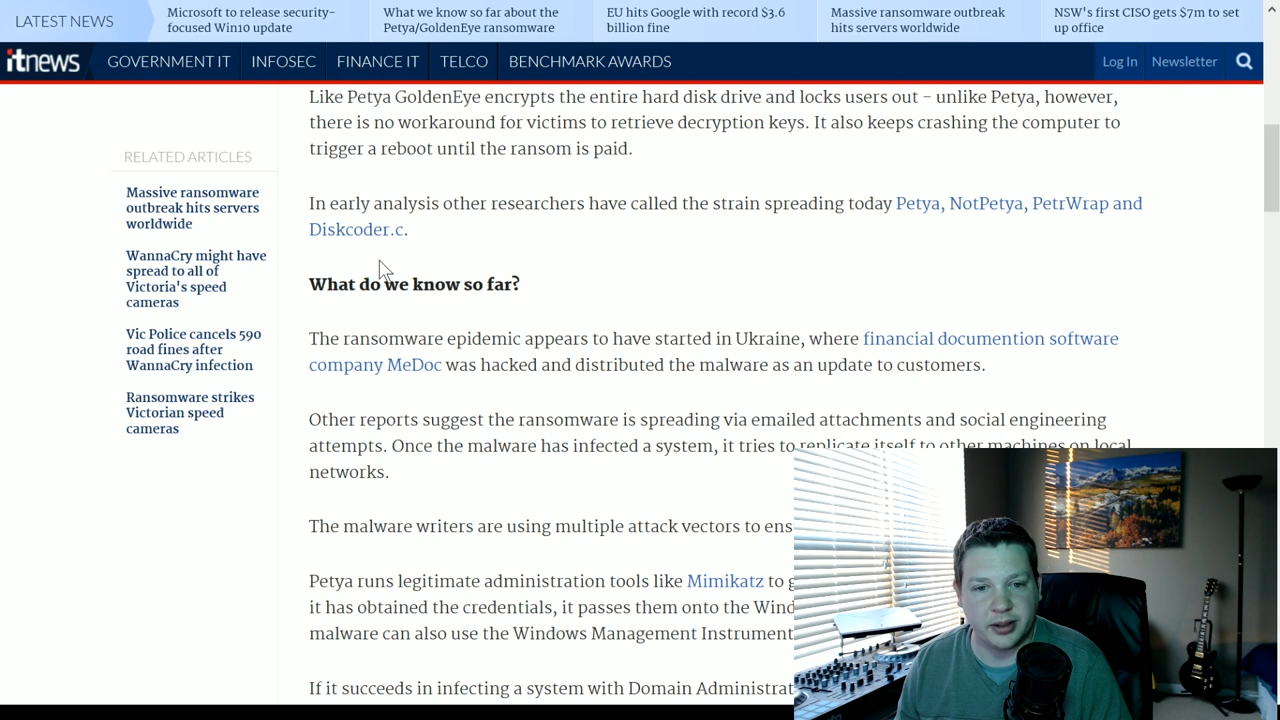 LATEST NEWS
Microsoft to release security-
focused Win10 update
What we know so far about the
Petya/GoldenEye ransomware
EU hits Google with record $3.6
billion fine
Massive ransomware outbreak
hits servers worldwide
NSW's first CISO gets $7m to set
up office
itnews
GOVERNMENT IT
INFOSEC
FINANCE IT
TELCO
BENCHMARK AWARDS
Log In
Newsletter
RELATED ARTICLES
Massive ransomware
outbreak hits servers
worldwide
WannaCry might have
spread to all of
Victoria's speed
cameras
Vic Police cancels 590
road fines after
WannaCry infection
Ransomware strikes
Victorian speed
cameras
Like Petya GoldenEye encrypts the entire hard disk drive and locks users out - unlike Petya, however,
there is no workaround for victims to retrieve decryption keys. It also keeps crashing the computer to
trigger a reboot until the ransom is paid.
In early analysis other researchers have called the strain spreading today Petya, NotPetya, PetrWrap and
Diskcoder.c.
What do we know so far?
The ransomware epidemic appears to have started in Ukraine, where financial documention software
company MeDoc was hacked and distributed the malware as an update to customers.
Other reports suggest the ransomware is spreading via emailed attachments and social engineering
attempts. Once the malware has infected a system, it tries to replicate itself to other machines on local
networks.
The malware writers are using multiple attack vectors to ens
Petya runs legitimate administration tools like Mimikatz to g
it has obtained the credentials, it passes them onto the Wind
malware can also use the Windows Management Instrument
If it succeeds in infecting a system with Domain Administrat